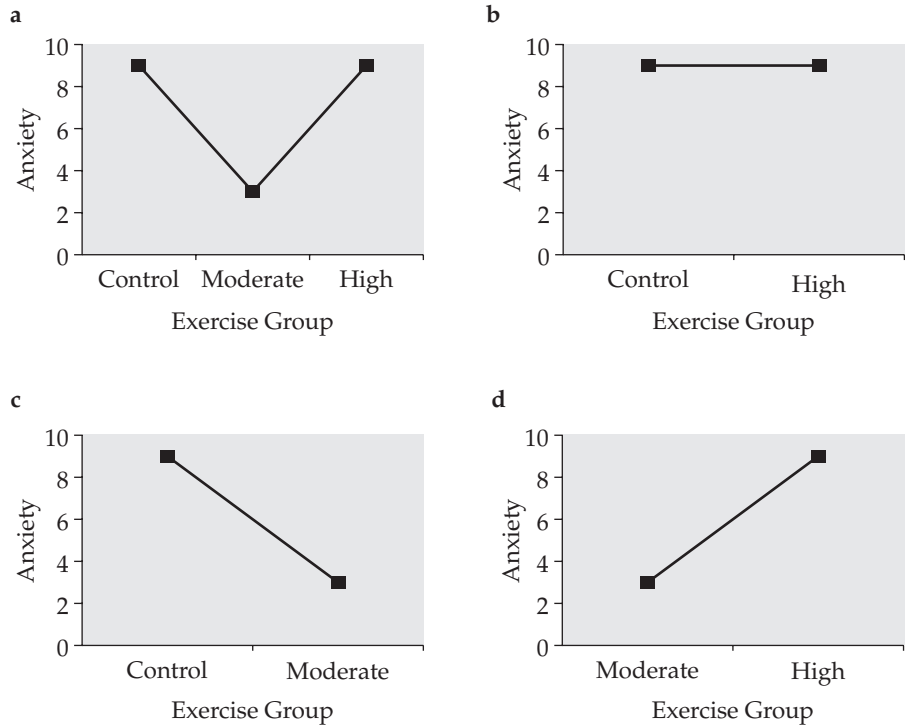 a
10
8
6
4
2
0
Anxiety
Control Moderate High
Exercise Group
b
10
8
6
4
2
0
Anxiety
Control High
Exercise Group
c
10
8
6
4
2
0
Anxiety
Control Moderate
Exercise Group
d
10
8
6
4
2
0
Anxiety
Moderate High
Exercise Group